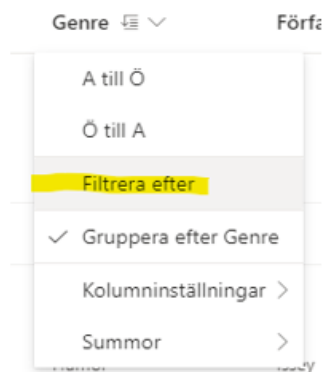 Genre Förfa
A till Ö
Ö till A
Filtrera efter
Gruppera efter Genre
Kolumninställningar
Summor